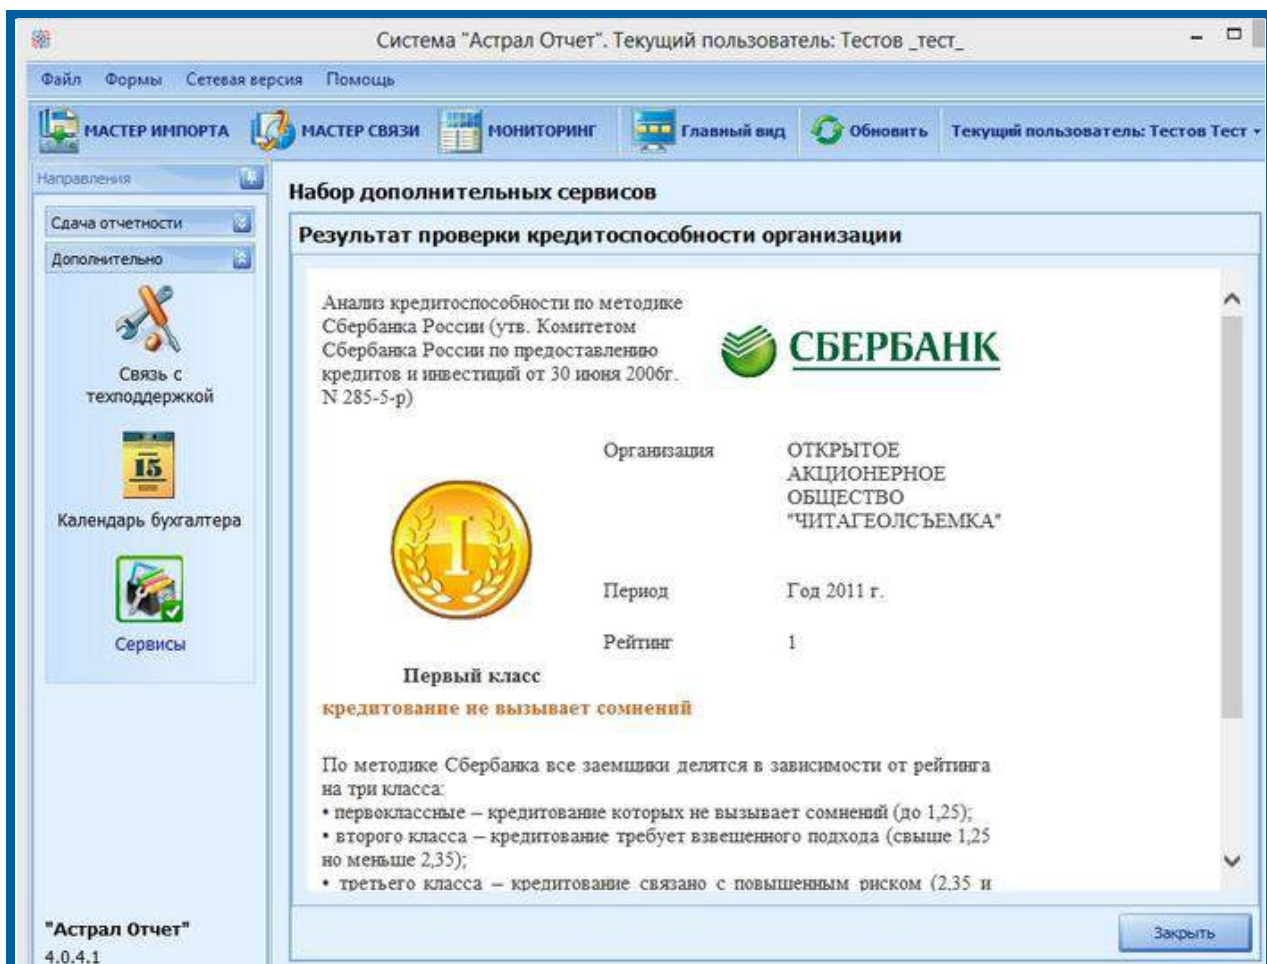 Система "Астрал Отчет". Текущий пользователь: Тестов _тест_
Файл Формы Сетевая версия Помощь
МАСТЕР ИМПОРТА МАСТЕР СВЯЗИ МОНИТОРИНГ Главный вид Обновить Текущий пользователь: Тестов Тест
Направления
Сдача отчетности
Дополнительно
Связь с
техподдержкой
15
Календарь бухгалтера
Сервисы
"Астрал Отчет"
4.0.4.1
Набор дополнительных сервисов
Результат проверки кредитоспособности организации
Анализ кредитоспособности по методике
Сбербанка России (утв. Комитетом
Сбербанка России по предоставлению
кредитов и инвестиций от 30 июня 2006г.
N 285-5-р)
СБЕРБАНК
Организация ОТКРЫТОЕ
АКЦИОНЕРНОЕ
ОБЩЕСТВО
"ЧИТАГЕОЛСЪЕМКА"
I
Период Год 2011 г.
Рейтинг 1
Первый класс
кредитование не вызывает сомнений
По методике Сбербанка все заемщики делятся в зависимости от рейтинга
на три класса:
• первоклассные – кредитование которых не вызывает сомнений (до 1,25);
• второго класса – кредитование требует взвешенного подхода (свыше 1,25
но меньше 2,35);
• третьего класса – кредитование связано с повышенным риском (2,35 и
Закрыть